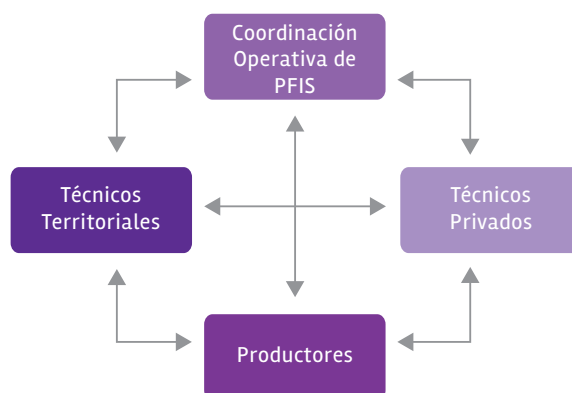 Coordinación
Operativa de
PFIS
Técnicos
Territoriales
Técnicos
Privados
Productores